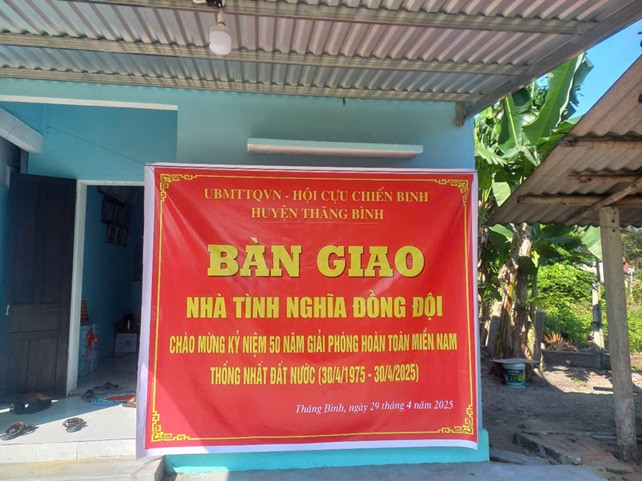 UBMTTQVN - HỘI CỰU CHIẾN BINH
HUYỆN THĂNG BÌNH
BÀN GIAO
NHÀ TÌNH NGHĨA ĐỒNG ĐỘI
CHÀO MỪNG KỶ NIỆM 50 NĂM GIẢI PHÓNG HOÀN TOÀN MIỀN NAM
THỐNG NHẤT ĐẤT NƯỚC (30/4/1975 - 30/4/2025)
Thăng Bình, ngày 29 tháng 4 năm 2025